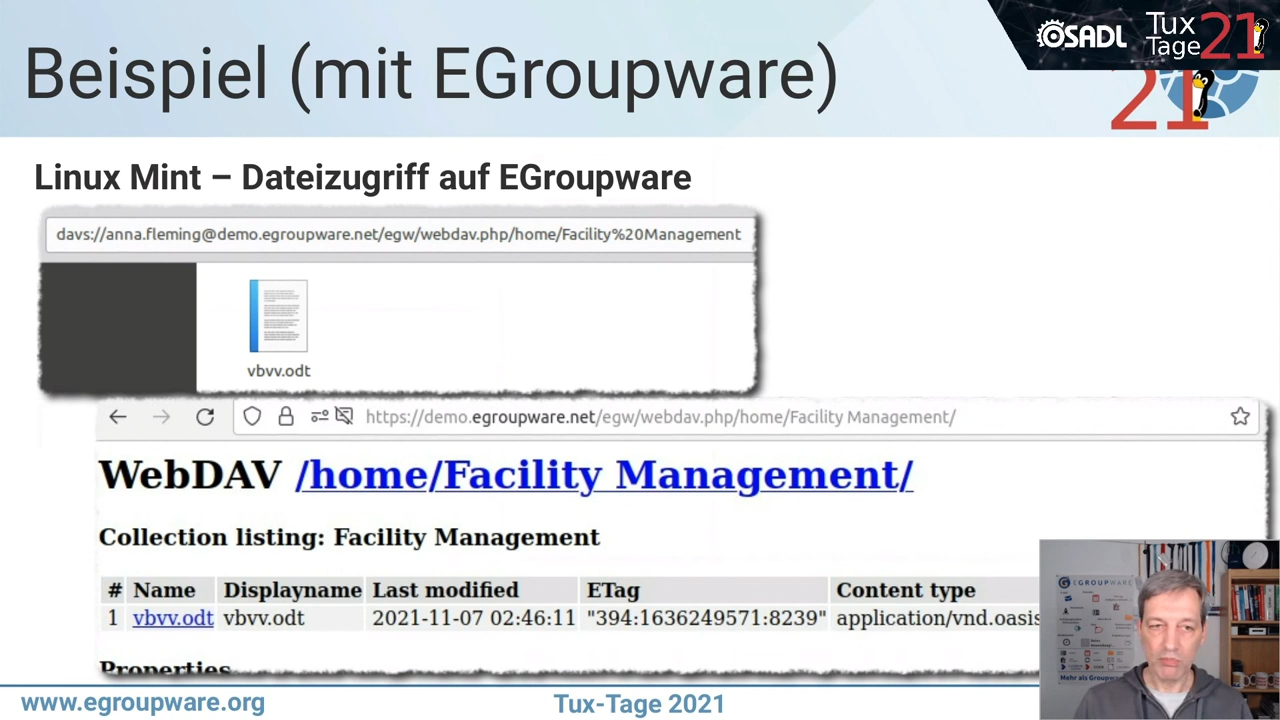 Beispiel (mit EGroupware)
OSADL
Tux
Tage 21
21
Linux Mint – Dateizugriff auf EGroupware
davs://anna.fleming@demo.egroupware.net/egw/webdav.php/home/Facility%20Management
vbvv.odt
https://demo.egroupware.net/egw/webdav.php/home/Facility Management/
WebDAV /home/Facility Management/
Collection listing: Facility Management
# Name Displayname Last modified ETag Content type
1 vbvv.odt vbvv.odt 2021-11-07 02:46:11 "394:1636249571:8239" application/vnd.oasis
Properties
EGROUPWARE
Mehr als Groupw
www.egroupware.org
Tux-Tage 2021